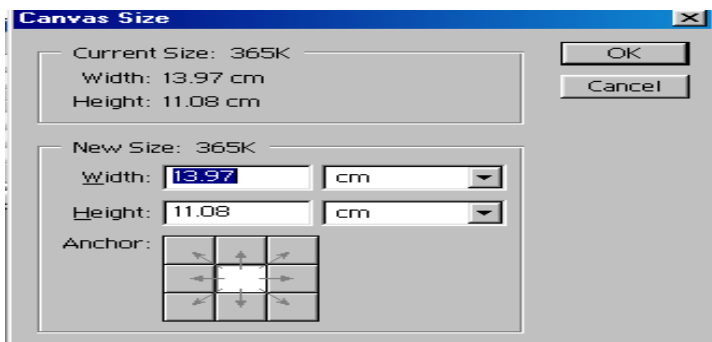 Canvas Size
Current Size: 365K
Width: 13.97 cm
Height: 11.08 cm
OK
Cancel
New Size: 365K
Width: 13.97 cm
Height: 11.08 cm
Anchor: